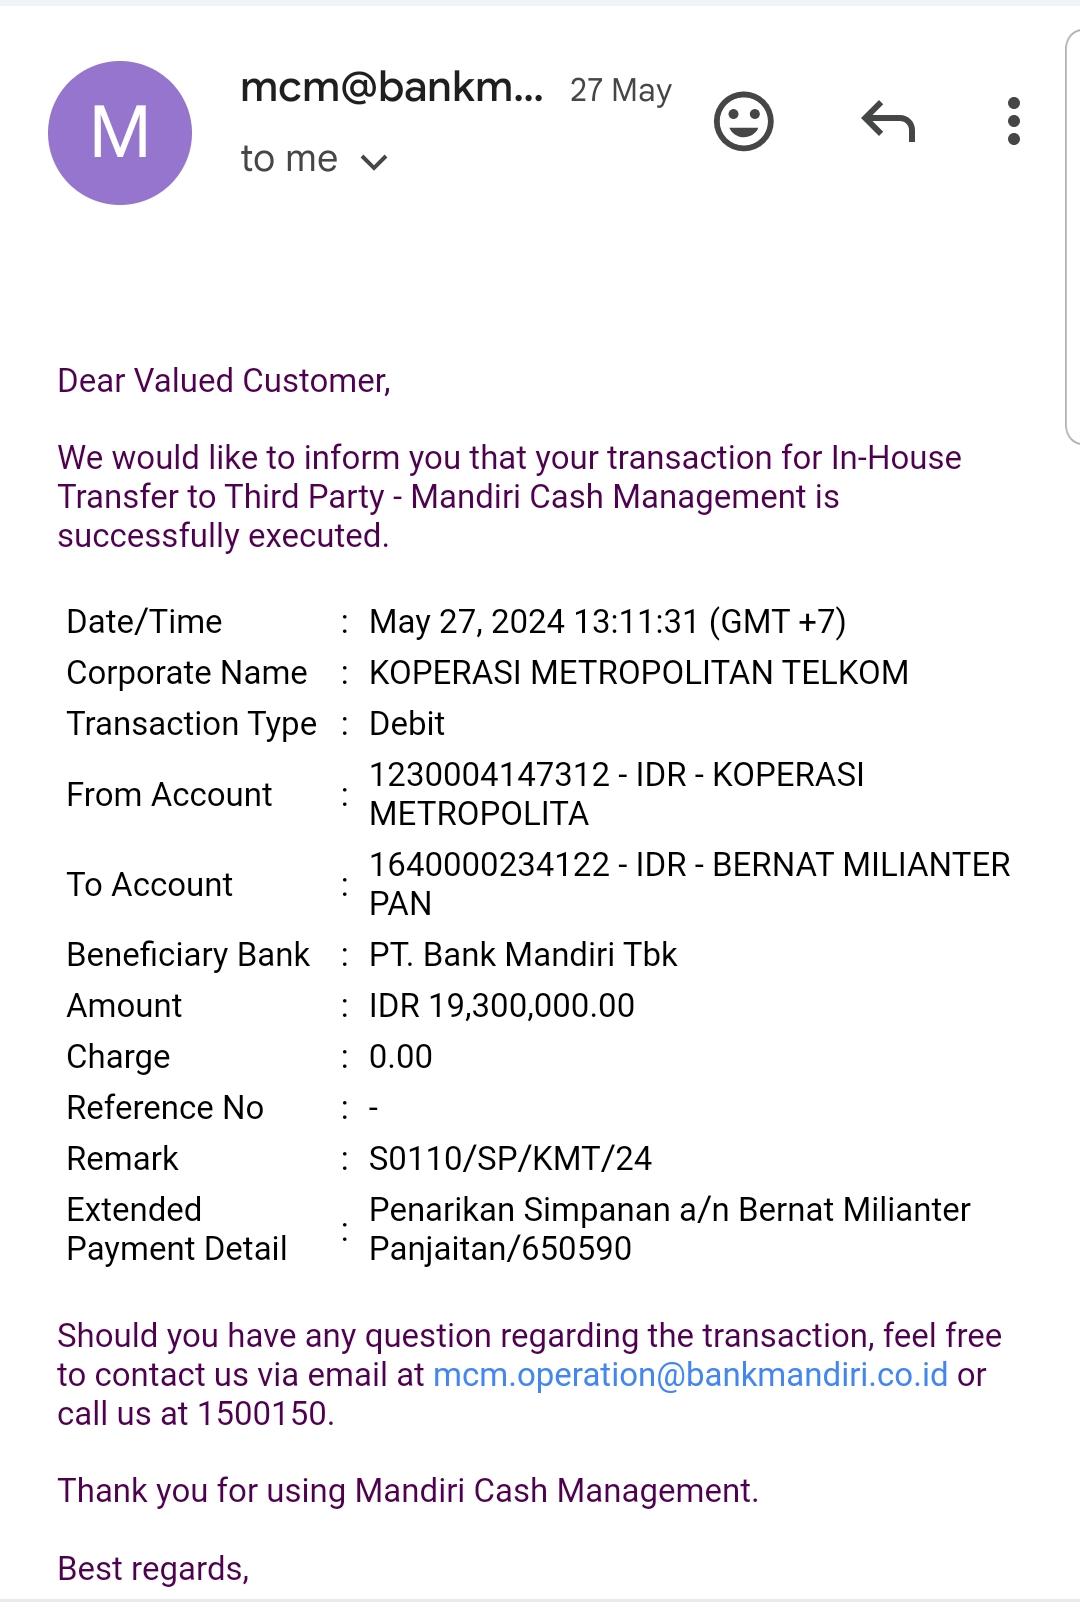 M
mcm@bankm... 27 May
to me
Dear Valued Customer,
We would like to inform you that your transaction for In-House
Transfer to Third Party - Mandiri Cash Management is
successfully executed.
Date/Time : May 27, 2024 13:11:31 (GMT +7)
Corporate Name : KOPERASI METROPOLITAN TELKOM
Transaction Type : Debit
From Account : 1230004147312 - IDR - KOPERASI
METROPOLITA
To Account : 1640000234122 - IDR - BERNAT MILIANTER
PAN
Beneficiary Bank : PT. Bank Mandiri Tbk
Amount : IDR 19,300,000.00
Charge : 0.00
Reference No : -
Remark : S0110/SP/KMT/24
Extended
Payment Detail : Penarikan Simpanan a/n Bernat Milianter
Panjaitan/650590
Should you have any question regarding the transaction, feel free
to contact us via email at mcm.operation@bankmandiri.co.id or
call us at 1500150.
Thank you for using Mandiri Cash Management.
Best regards,